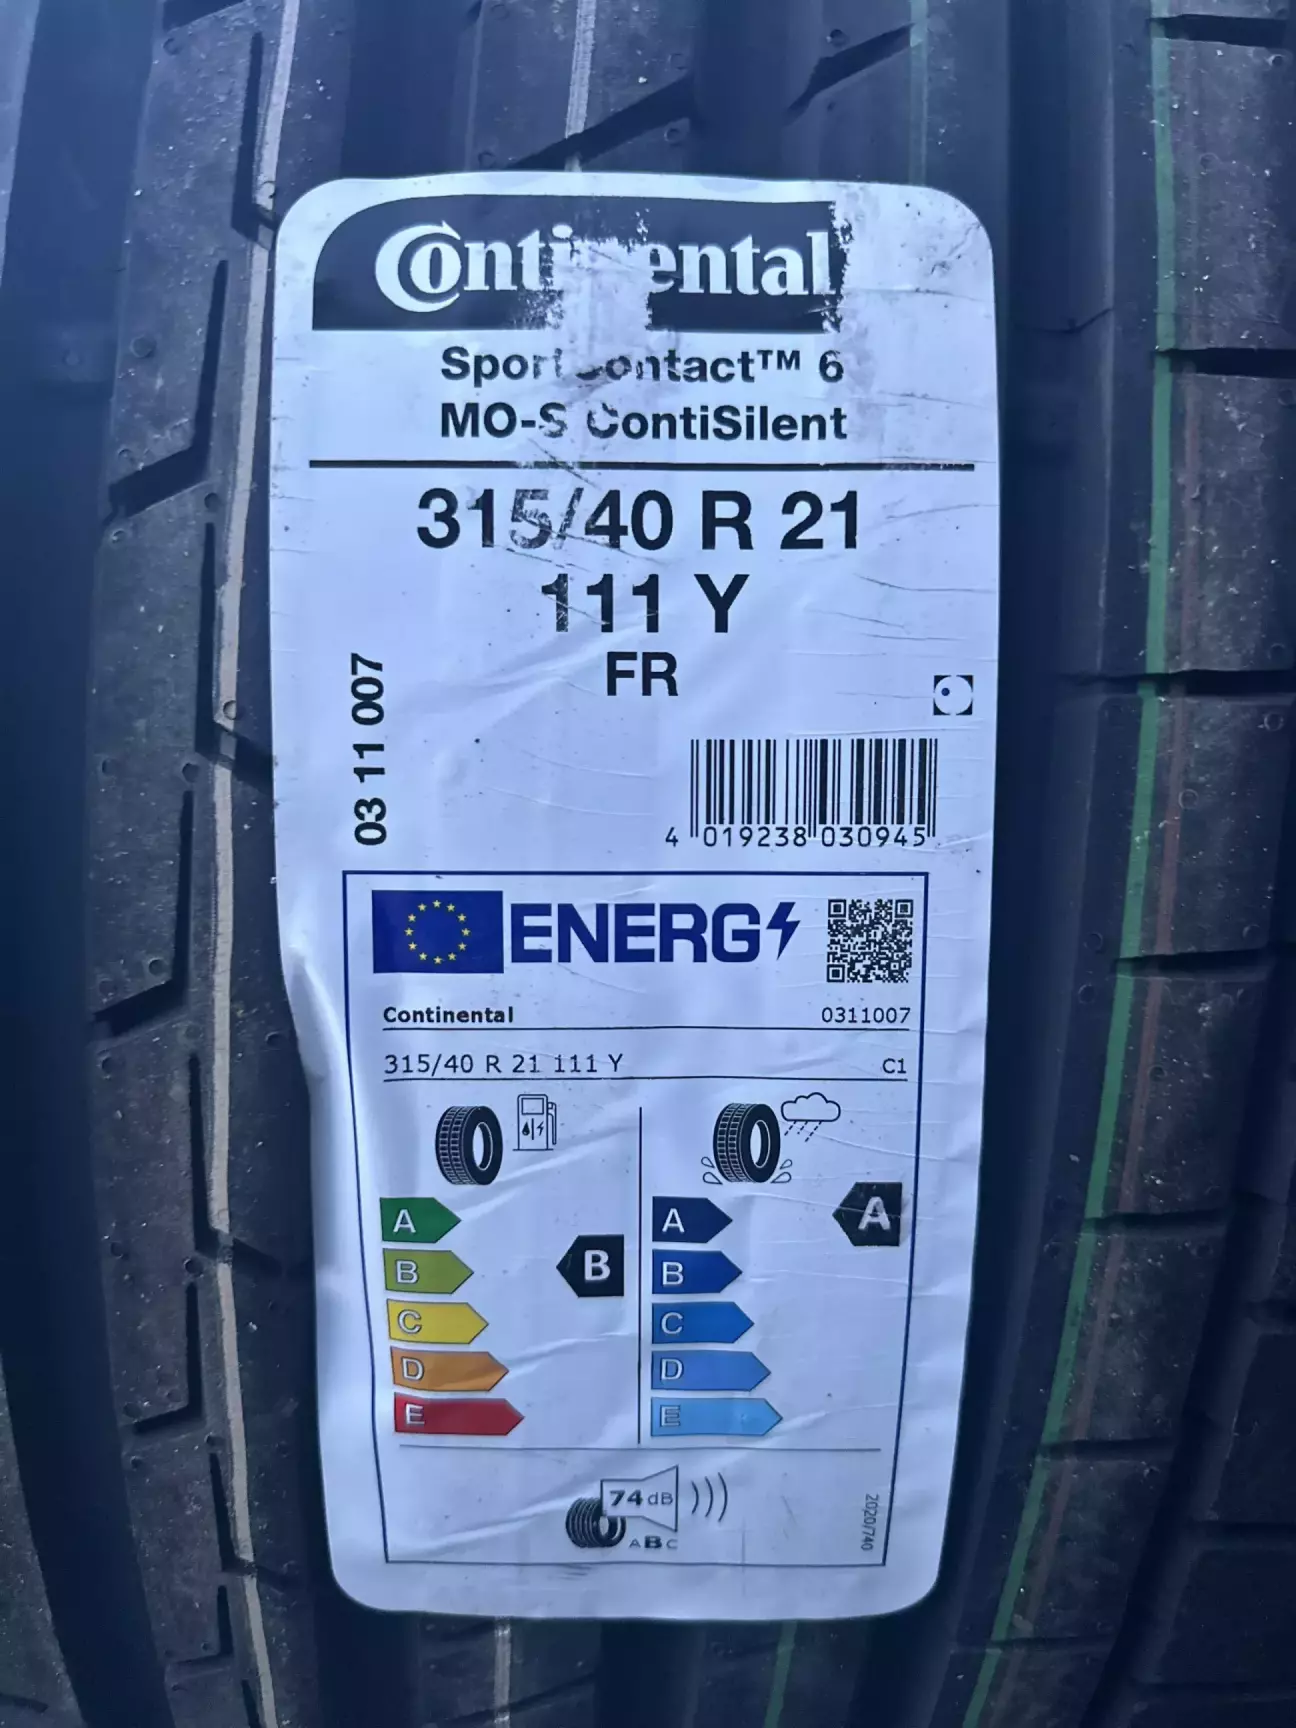 Continental
SportContact™ 6
MO-S ContiSilent
315/40 R 21
111 Y
FR
03 11 007
4 019238 030945
ENERG
Continental 0311007
315/40 R 21 111 Y C1
A A A
B B B
C C
D D
E E
74 dB
ABC
2020/740